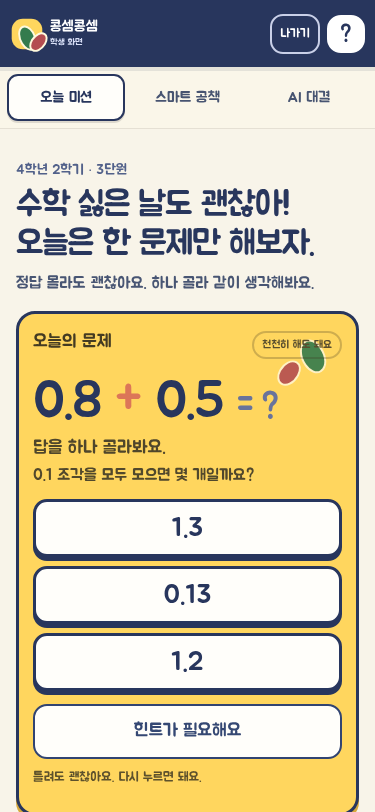 콩셈콩셈
학생 화면
나가기
?
오늘 미션
스마트 공책
AI 대결
4학년 2학기 · 3단원
수학 싫은 날도 괜찮아!
오늘은 한 문제만 해보자.
정답 몰라도 괜찮아요. 하나 골라 같이 생각해봐요.
오늘의 문제
천천히 해도 돼요
0.8 + 0.5 = ?
답을 하나 골라봐요.
0.1 조각을 모두 모으면 몇 개일까요?
1.3
0.13
1.2
힌트가 필요해요
틀려도 괜찮아요. 다시 누르면 돼요.